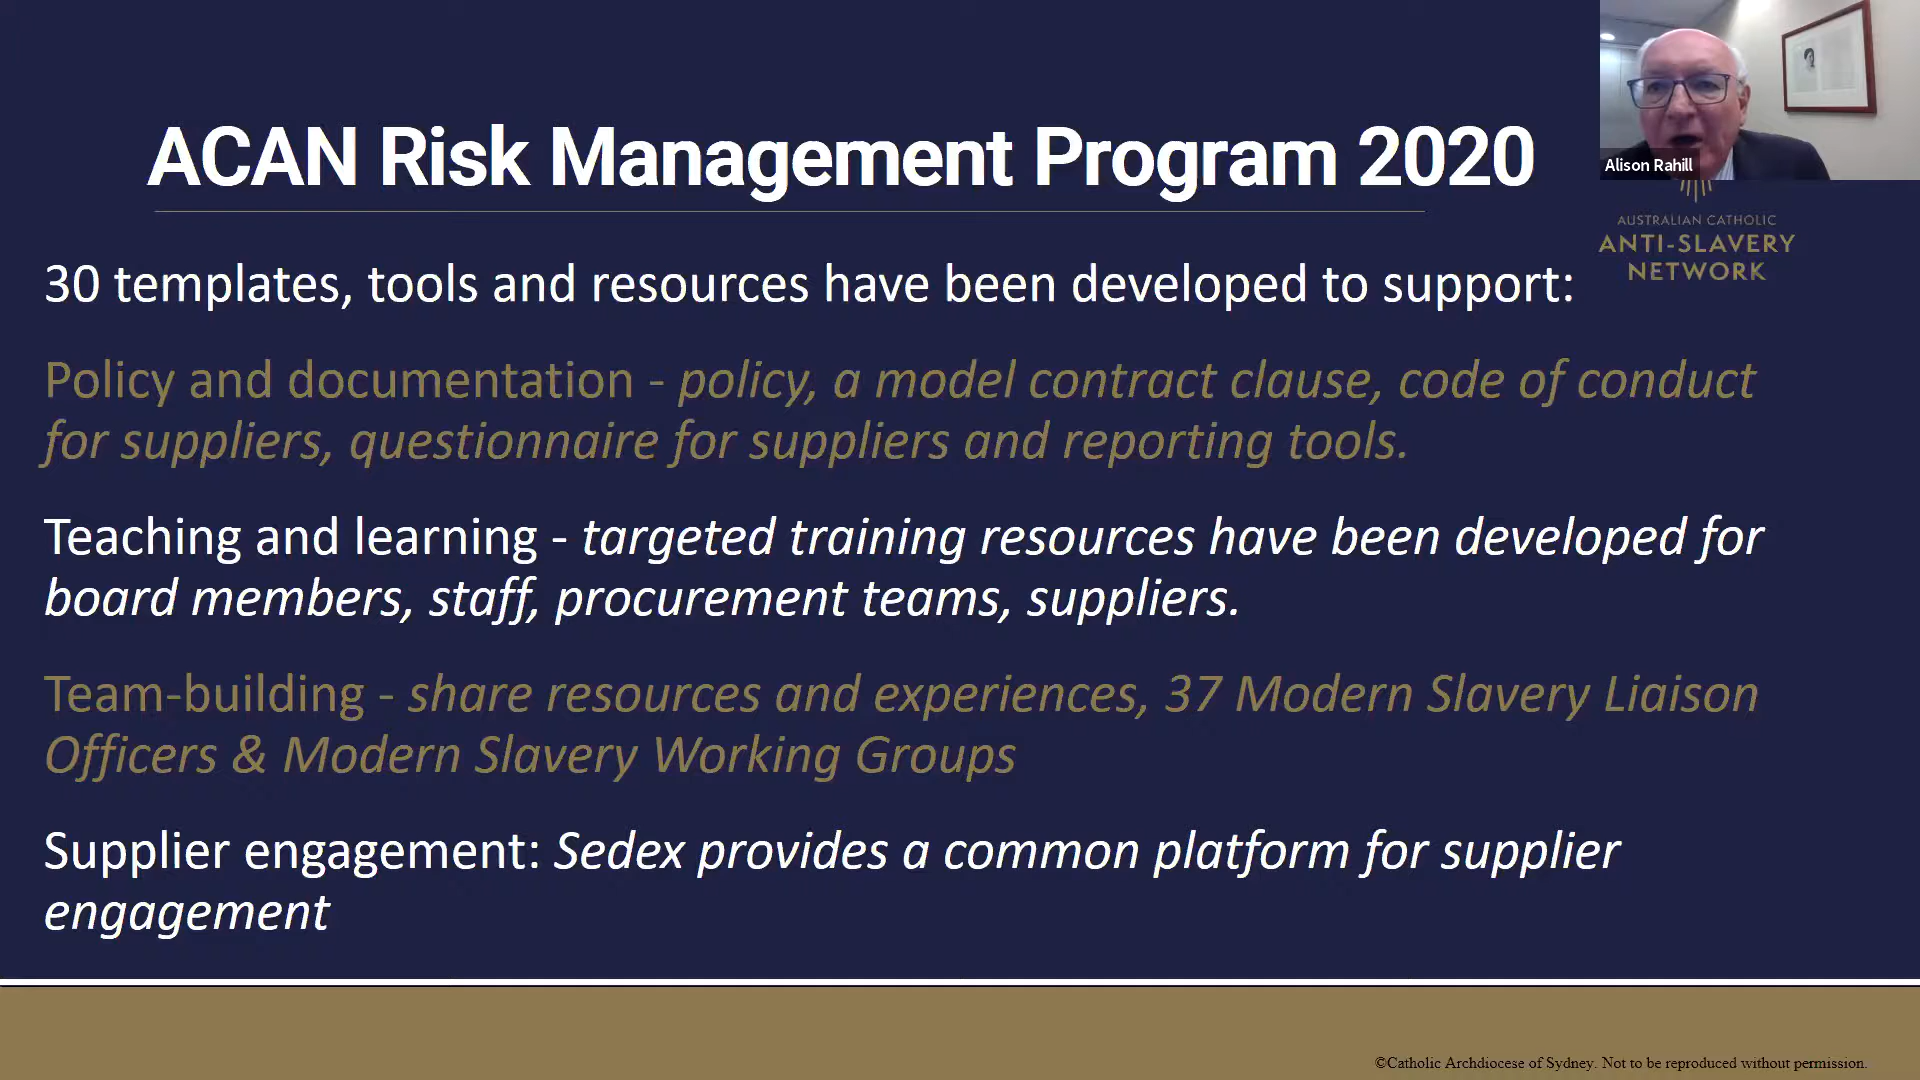 ACAN Risk Management Program 2020
Alison Rahill
AUSTRALIAN CATHOLIC
ANTI-SLAVERY
NETWORK
30 templates, tools and resources have been developed to support:
Policy and documentation - policy, a model contract clause, code of conduct
for suppliers, questionnaire for suppliers and reporting tools.
Teaching and learning - targeted training resources have been developed for
board members, staff, procurement teams, suppliers.
Team-building - share resources and experiences, 37 Modern Slavery Liaison
Officers & Modern Slavery Working Groups
Supplier engagement: Sedex provides a common platform for supplier
engagement
©Catholic Archdiocese of Sydney. Not to be reproduced without permission.